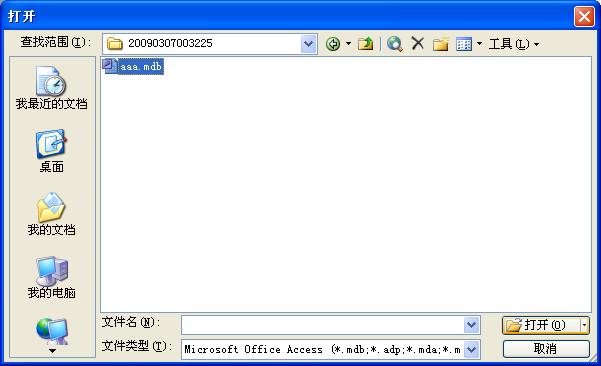 打开
查找范围(I):
20090307003225
工具(L)
aaa.mdb
我最近的文档
桌面
我的文档
我的电脑
文件名(N):
打开(O)
文件类型(T):
Microsoft Office Access (*.mdb;*.adp;*.mda;*.m
取消